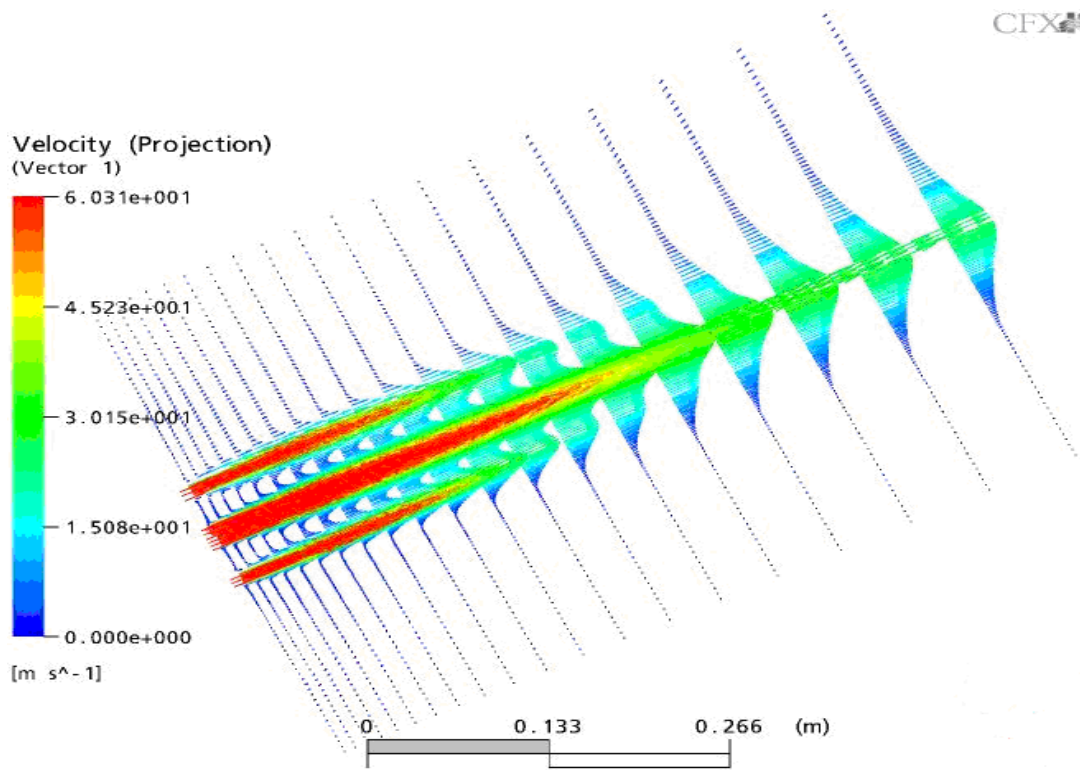 CFX
Velocity (Projection)
(Vector 1)
6.031e+001
4.523e+001
3.015e+001
1.508e+001
0.000e+000
[m s^-1]
0 0.133 0.266 (m)